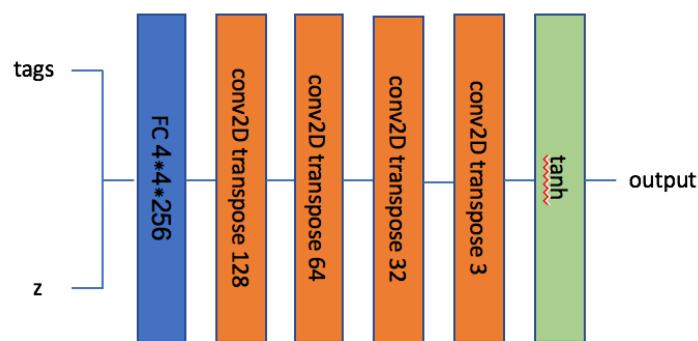 tags
z
FC 4*4*256
conv2D transpose 128
conv2D transpose 64
conv2D transpose 32
conv2D transpose 3
tanh
output